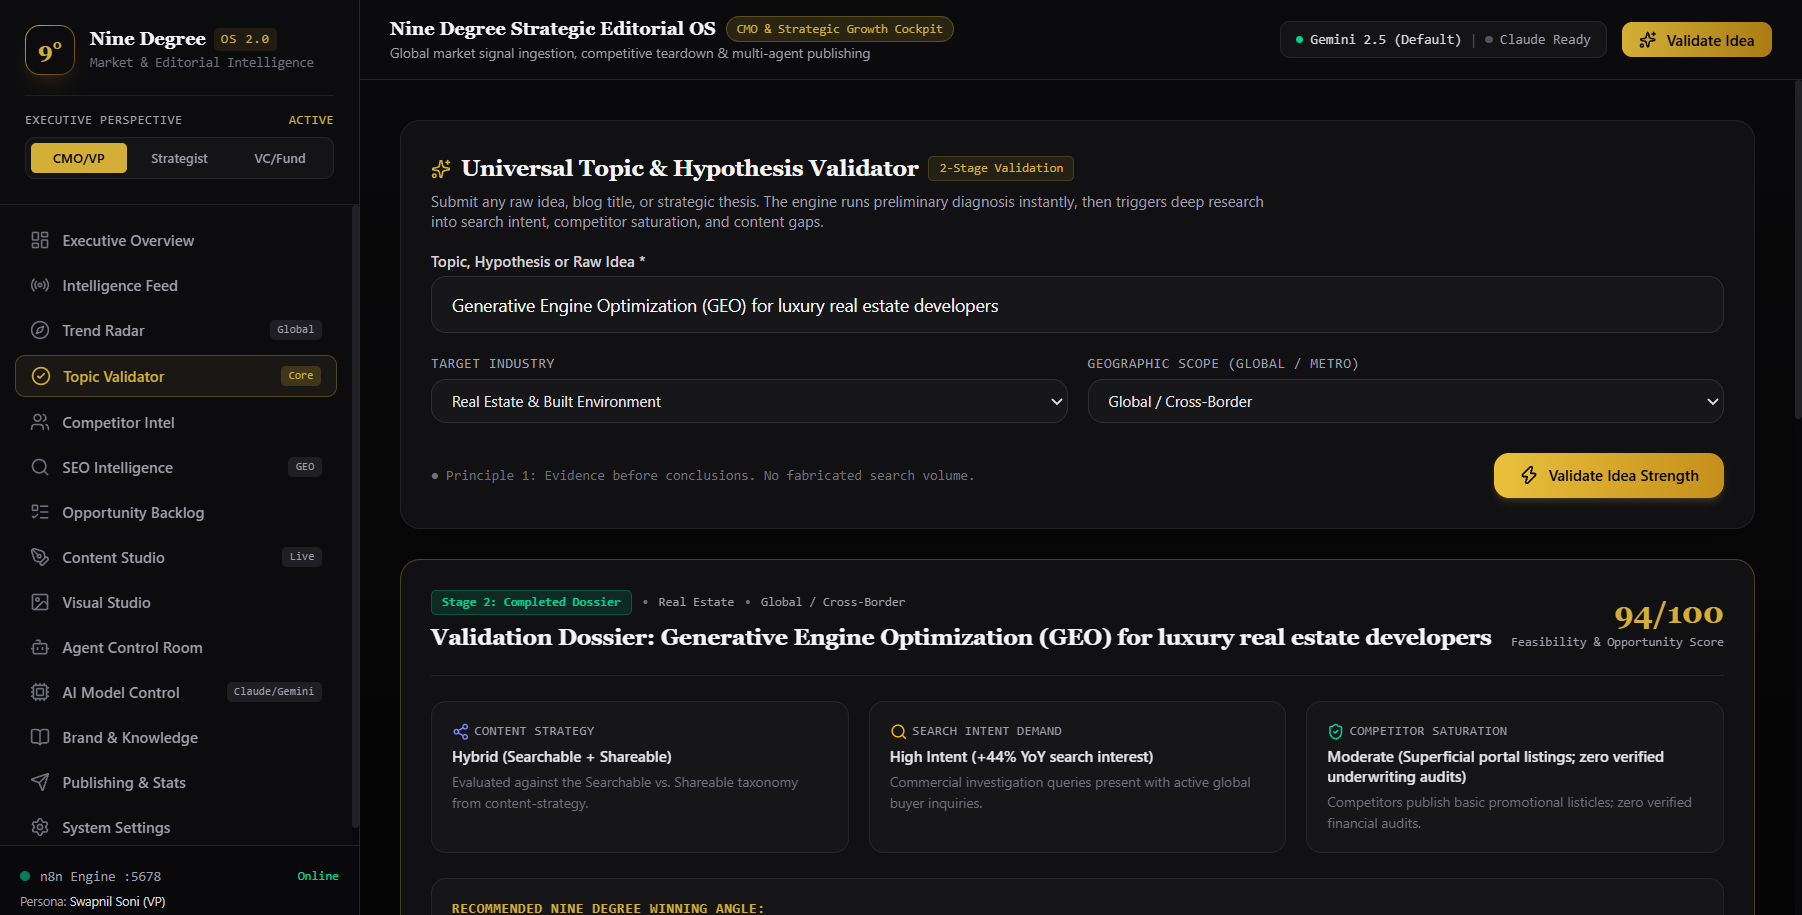 9°
Nine Degree OS 2.0
Market & Editorial Intelligence
EXECUTIVE PERSPECTIVE ACTIVE
CMO/VP Strategist VC/Fund
Executive Overview
Intelligence Feed
Trend Radar Global
Topic Validator Core
Competitor Intel
SEO Intelligence GEO
Opportunity Backlog
Content Studio Live
Visual Studio
Agent Control Room
AI Model Control Claude/Gemini
Brand & Knowledge
Publishing & Stats
System Settings
n8n Engine :5678 Online
Persona: Swapnil Soni (VP)
Nine Degree Strategic Editorial OS CMO & Strategic Growth Cockpit
Global market signal ingestion, competitive teardown & multi-agent publishing
● Gemini 2.5 (Default) | ● Claude Ready
Validate Idea
Universal Topic & Hypothesis Validator 2-Stage Validation
Submit any raw idea, blog title, or strategic thesis. The engine runs preliminary diagnosis instantly, then triggers deep research
into search intent, competitor saturation, and content gaps.
Topic, Hypothesis or Raw Idea *
Generative Engine Optimization (GEO) for luxury real estate developers
TARGET INDUSTRY
Real Estate & Built Environment
GEOGRAPHIC SCOPE (GLOBAL / METRO)
Global / Cross-Border
● Principle 1: Evidence before conclusions. No fabricated search volume.
Validate Idea Strength
Stage 2: Completed Dossier • Real Estate • Global / Cross-Border
Validation Dossier: Generative Engine Optimization (GEO) for luxury real estate developers
94/100
Feasibility & Opportunity Score
CONTENT STRATEGY
Hybrid (Searchable + Shareable)
Evaluated against the Searchable vs. Shareable taxonomy
from content-strategy.
SEARCH INTENT DEMAND
High Intent (+44% YoY search interest)
Commercial investigation queries present with active global
buyer inquiries.
COMPETITOR SATURATION
Moderate (Superficial portal listings; zero verified
underwriting audits)
Competitors publish basic promotional listicles; zero verified
financial audits.
RECOMMENDED NINE DEGREE WINNING ANGLE: